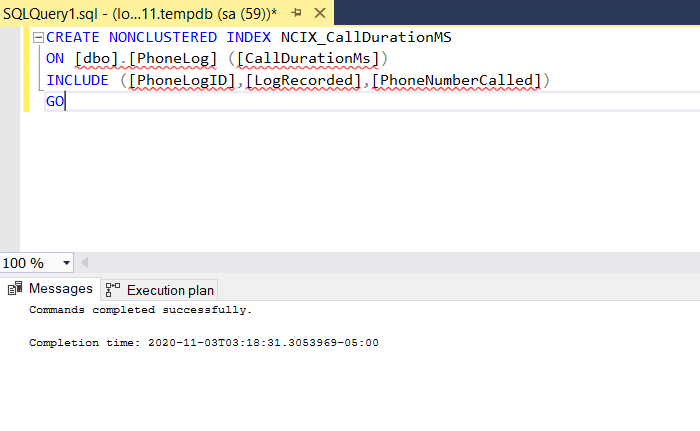 SQLQuery1.sql - (lo...11.tempdb (sa (59))*
CREATE NONCLUSTERED INDEX NCIX_CallDurationMS
ON [dbo].[PhoneLog] ([CallDurationMs])
INCLUDE ([PhoneLogID],[LogRecorded],[PhoneNumberCalled])
GO
100 %
Messages Execution plan
Commands completed successfully.
Completion time: 2020-11-03T03:18:31.3053969-05:00